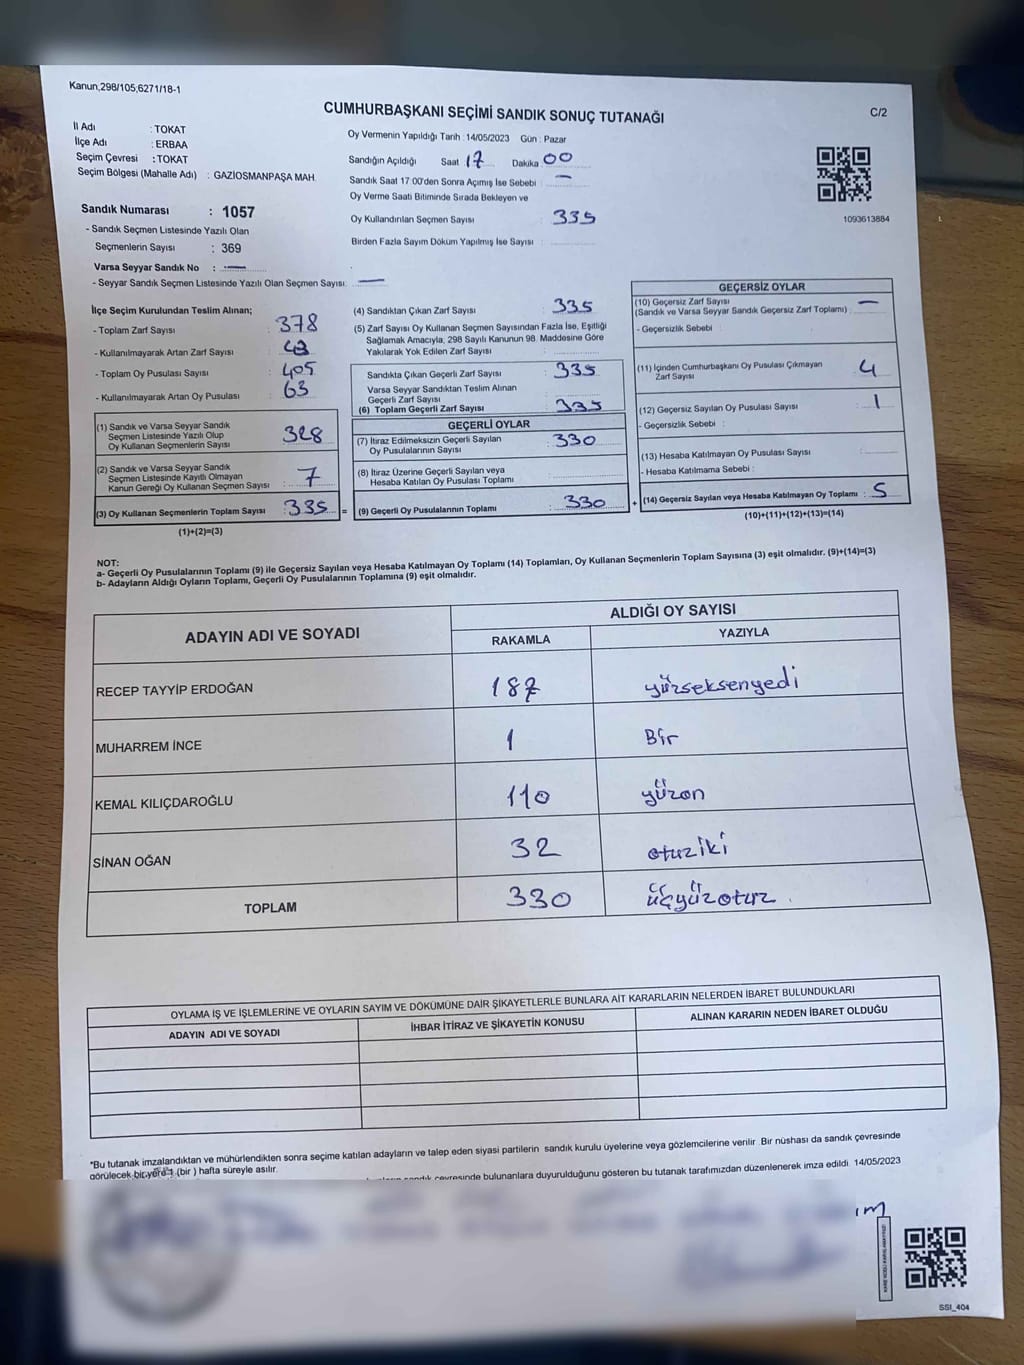 Kanun,298/105,6271/18-1
CUMHURBAŞKANI SEÇİMİ SANDIK SONUÇ TUTANAĞI
C/2
İl Adı : TOKAT
İlçe Adı : ERBAA
Seçim Çevresi : TOKAT
Seçim Bölgesi (Mahalle Adı) : GAZİOSMANPAŞA MAH.
Oy Vermenin Yapıldığı Tarih : 14/05/2023 Gün : Pazar
Sandığın Açıldığı Saat 17 Dakika 00
Sandık Saat 17:00'den Sonra Açımış İse Sebebi : —
Oy Verme Saati Bitiminde Sırada Bekleyen ve
Oy Kullandırılan Seçmen Sayısı : 335
Birden Fazla Sayım Döküm Yapılmış İse Sayısı :
1093613884
Sandık Numarası : 1057
- Sandık Seçmen Listesinde Yazılı Olan
Seçmenlerin Sayısı : 369
Varsa Seyyar Sandık No : —
- Seyyar Sandık Seçmen Listesinde Yazılı Olan Seçmen Sayısı: —
İlçe Seçim Kurulundan Teslim Alınan;
- Toplam Zarf Sayısı : 378
- Kullanılmayarak Artan Zarf Sayısı : 43
- Toplam Oy Pusulası Sayısı : 405
- Kullanılmayarak Artan Oy Pusulası : 63
(1) Sandık ve Varsa Seyyar Sandık
Seçmen Listesinde Yazılı Olup
Oy Kullanan Seçmenlerin Sayısı : 328
(2) Sandık ve Varsa Seyyar Sandık
Seçmen Listesinde Kayıtlı Olmayan
Kanun Gereği Oy Kullanan Seçmen Sayısı : 7
(3) Oy Kullanan Seçmenlerin Toplam Sayısı : 335 =
(1)+(2)=(3)
(4) Sandıktan Çıkan Zarf Sayısı : 335
(5) Zarf Sayısı Oy Kullanan Seçmen Sayısından Fazla İse, Eşitliği
Sağlamak Amacıyla, 298 Sayılı Kanunun 98. Maddesine Göre
Yakılarak Yok Edilen Zarf Sayısı :
Sandıkta Çıkan Geçerli Zarf Sayısı : 335
Varsa Seyyar Sandıktan Teslim Alınan
Geçerli Zarf Sayısı :
(6) Toplam Geçerli Zarf Sayısı : 335
GEÇERLİ OYLAR
(7) İtiraz Edilmeksizin Geçerli Sayılan
Oy Pusulalarının Sayısı : 330
(8) İtiraz Üzerine Geçerli Sayılan veya
Hesaba Katılan Oy Pusulası Toplamı :
(9) Geçerli Oy Pusulalarının Toplamı : 330 +
GEÇERSİZ OYLAR
(10) Geçersiz Zarf Sayısı : —
(Sandık ve Varsa Seyyar Sandık Geçersiz Zarf Toplamı)
- Geçersizlik Sebebi :
(11) İçinden Cumhurbaşkanı Oy Pusulası Çıkmayan
Zarf Sayısı : 4
(12) Geçersiz Sayılan Oy Pusulası Sayısı : 1
- Geçersizlik Sebebi :
(13) Hesaba Katılmayan Oy Pusulası Sayısı :
- Hesaba Katılmama Sebebi :
(14) Geçersiz Sayılan veya Hesaba Katılmayan Oy Toplamı : 5
(10)+(11)+(12)+(13)=(14)
NOT:
a- Geçerli Oy Pusulalarının Toplamı (9) ile Geçersiz Sayılan veya Hesaba Katılmayan Oy Toplamı (14) Toplamları, Oy Kullanan Seçmenlerin Toplam Sayısına (3) eşit olmalıdır. (9)+(14)=(3)
b- Adayların Aldığı Oyların Toplamı, Geçerli Oy Pusulalarının Toplamına (9) eşit olmalıdır.
ADAYIN ADI VE SOYADI ALDIĞI OY SAYISI
RAKAMLA YAZIYLA
RECEP TAYYİP ERDOĞAN 187 yüzseksenyedi
MUHARREM İNCE 1 Bir
KEMAL KILIÇDAROĞLU 110 yüzon
SİNAN OĞAN 32 otuziki
TOPLAM 330 üçyüzotuz
OYLAMA İŞ VE İŞLEMLERİNE VE OYLARIN SAYIM VE DÖKÜMÜNE DAİR ŞİKAYETLERLE BUNLARA AİT KARARLARIN NELERDEN İBARET BULUNDUKLARI
ADAYIN ADI VE SOYADI İHBAR İTİRAZ VE ŞİKAYETİN KONUSU ALINAN KARARIN NEDEN İBARET OLDUĞU
*Bu tutanak imzalandıktan ve mühürlendikten sonra seçime katılan adayların ve talep eden siyasi partilerin sandık kurulu üyelerine veya gözlemcilerine verilir. Bir nüshası da sandık çevresinde
görülecek bir yere 1 (bir ) hafta süreyle asılır.
sandık çevresinde bulunanlara duyurulduğunu gösteren bu tutanak tarafımızdan düzenlenerek imza edildi. 14/05/2023
SSI_404